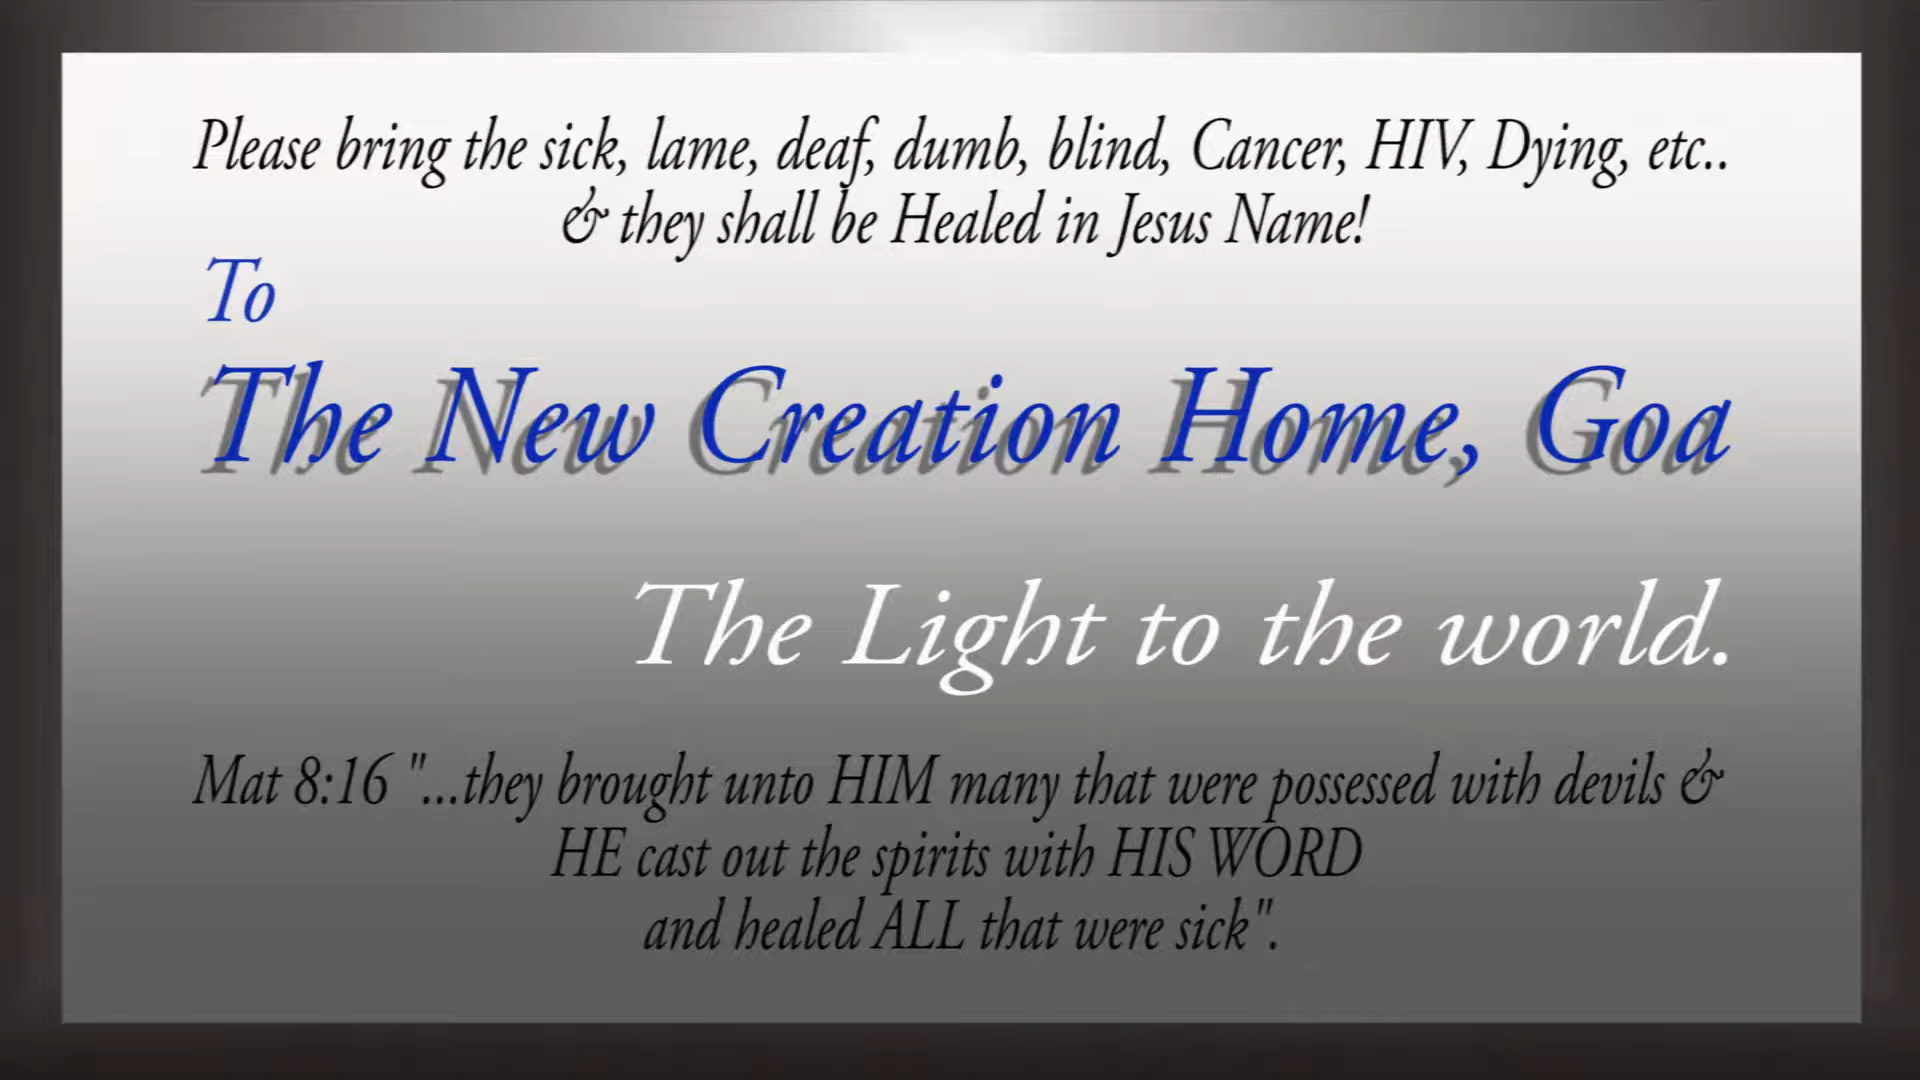 Please bring the sick, lame, deaf, dumb, blind, Cancer, HIV, Dying, etc..
& they shall be Healed in Jesus Name!
To
The New Creation Home, Goa
The Light to the world.
Mat 8:16 "...they brought unto HIM many that were possessed with devils &
HE cast out the spirits with HIS WORD
and healed ALL that were sick".